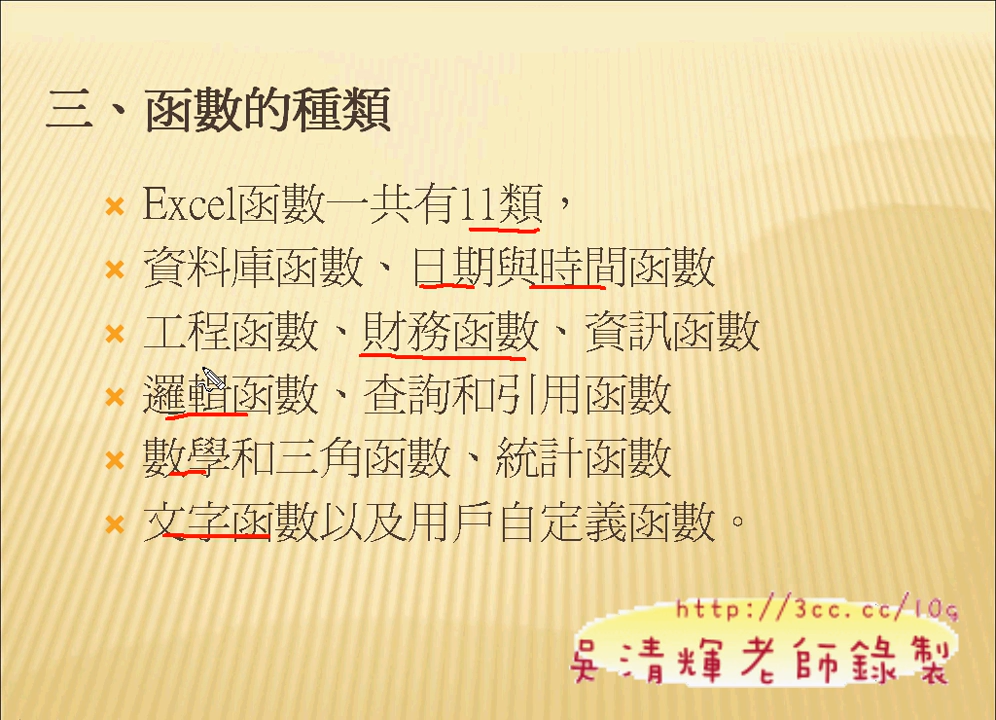 三、函數的種類
Excel函數一共有11類，
資料庫函數、日期與時間函數
工程函數、財務函數、資訊函數
邏輯函數、查詢和引用函數
數學和三角函數、統計函數
文字函數以及用戶自定義函數。
http://3cc.cc/10g
吳清輝老師錄製